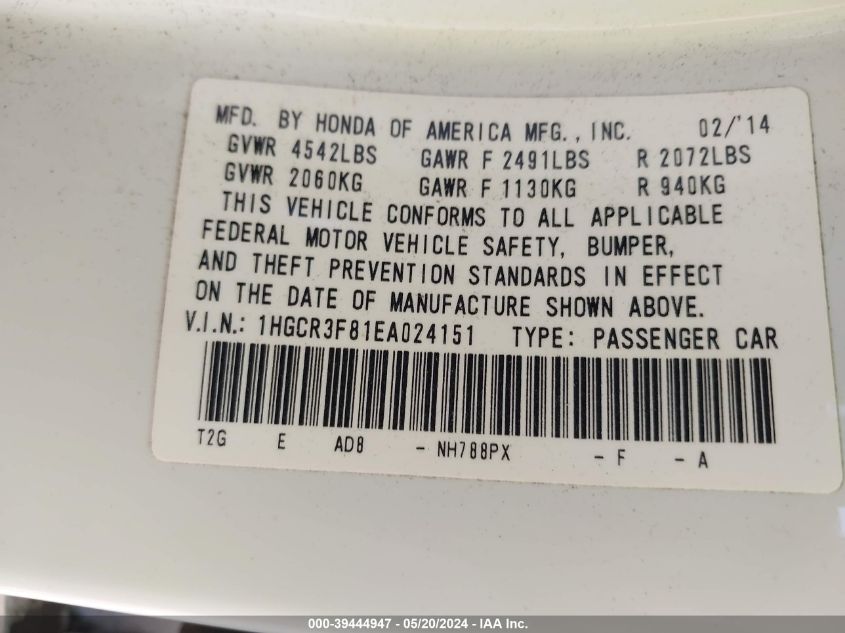 MFD. BY HONDA OF AMERICA MFG., INC. 02/'14
GVWR 4542LBS GAWR F 2491LBS R 2072LBS
GVWR 2060KG GAWR F 1130KG R 940KG
THIS VEHICLE CONFORMS TO ALL APPLICABLE
FEDERAL MOTOR VEHICLE SAFETY, BUMPER,
AND THEFT PREVENTION STANDARDS IN EFFECT
ON THE DATE OF MANUFACTURE SHOWN ABOVE.
V.I.N.: 1HGCR3F81EA024151 TYPE: PASSENGER CAR
T2G E AD8 - NH788PX - F - A
000-39444947 - 05/20/2024 - IAA Inc.